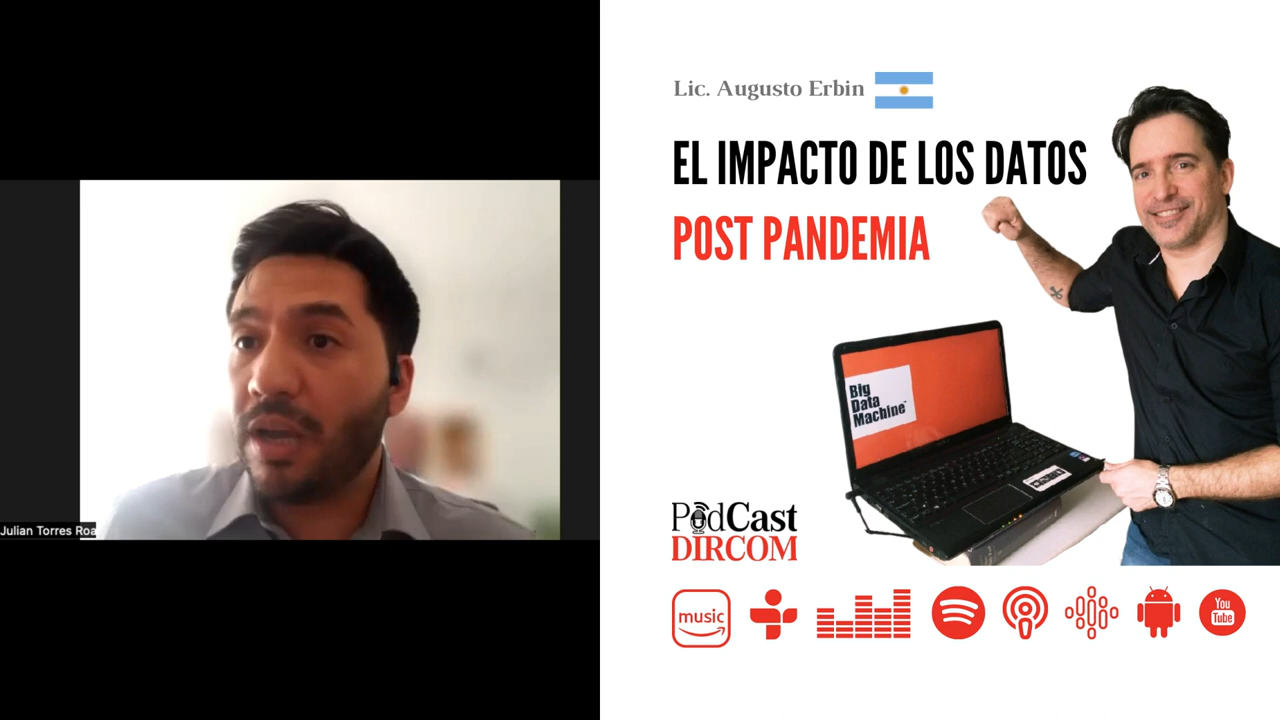 Julian Torres Roa
Lic. Augusto Erbin
EL IMPACTO DE LOS DATOS
POST PANDEMIA
Big
Data
Machine
PodCast
DIRCOM
music
You
Tube